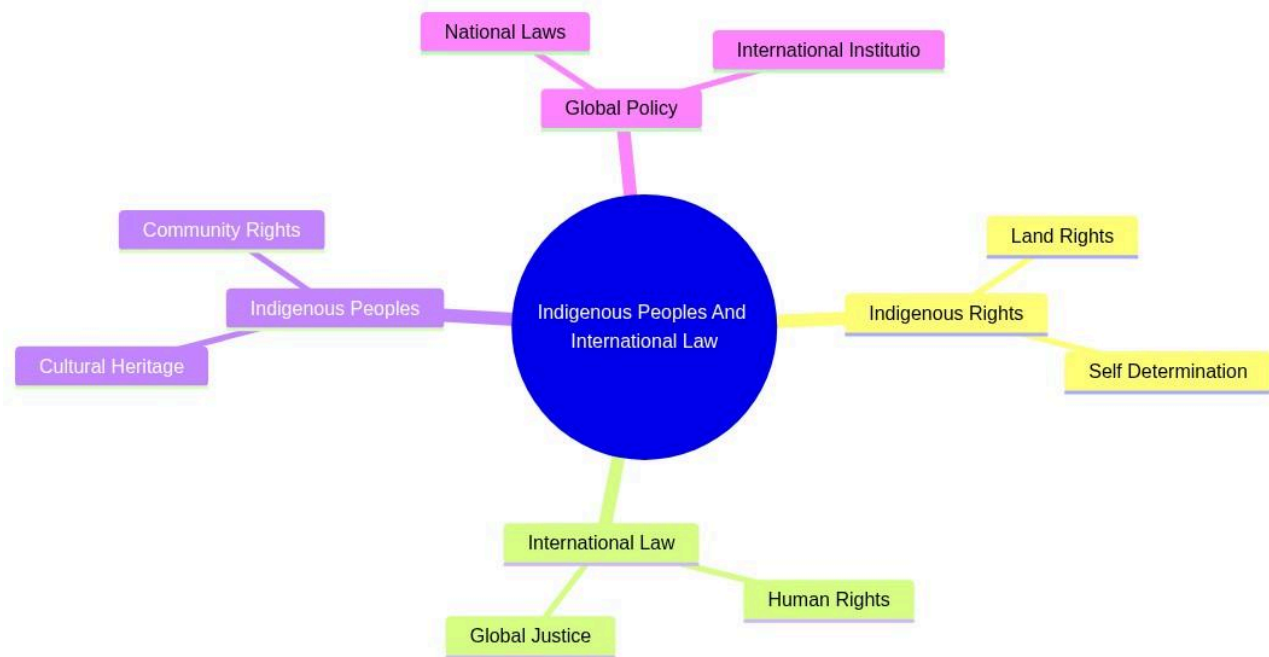 National Laws
International Institutio
Global Policy
Community Rights
Land Rights
Indigenous Peoples
Indigenous Peoples And
International Law
Indigenous Rights
Cultural Heritage
Self Determination
International Law
Human Rights
Global Justice